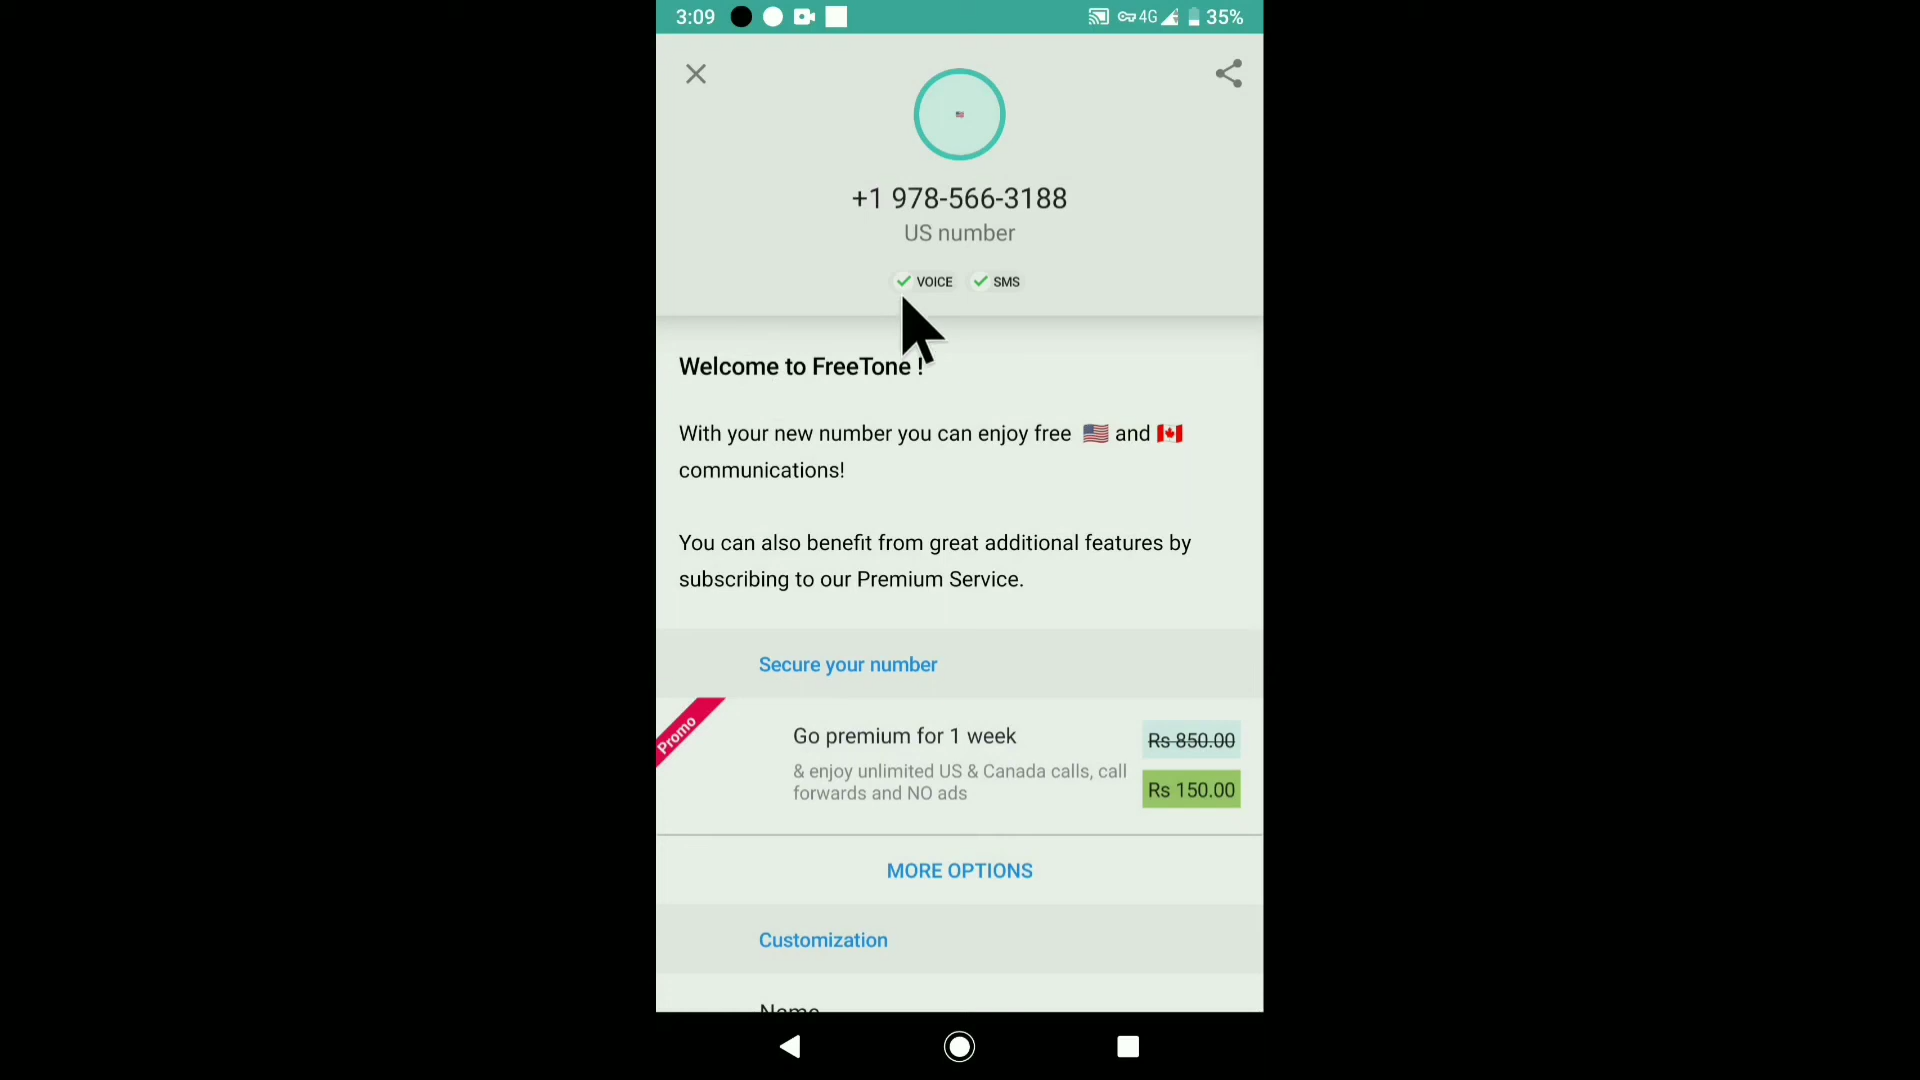 3:09 4G 35%
+1 978-566-3188
US number
VOICE SMS
Welcome to FreeTone !
With your new number you can enjoy free 🇺🇸 and 🇨🇦
communications!
You can also benefit from great additional features by
subscribing to our Premium Service.
Secure your number
Promo
Go premium for 1 week
Rs 850.00
& enjoy unlimited US & Canada calls, call
forwards and NO ads
Rs 150.00
MORE OPTIONS
Customization
Name